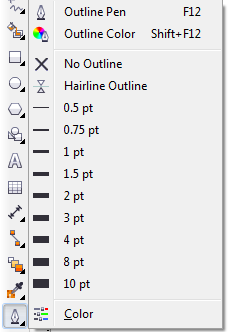 Outline Pen F12
Outline Color Shift+F12
No Outline
Hairline Outline
0.5 pt
0.75 pt
1 pt
1.5 pt
2 pt
3 pt
4 pt
8 pt
10 pt
Color